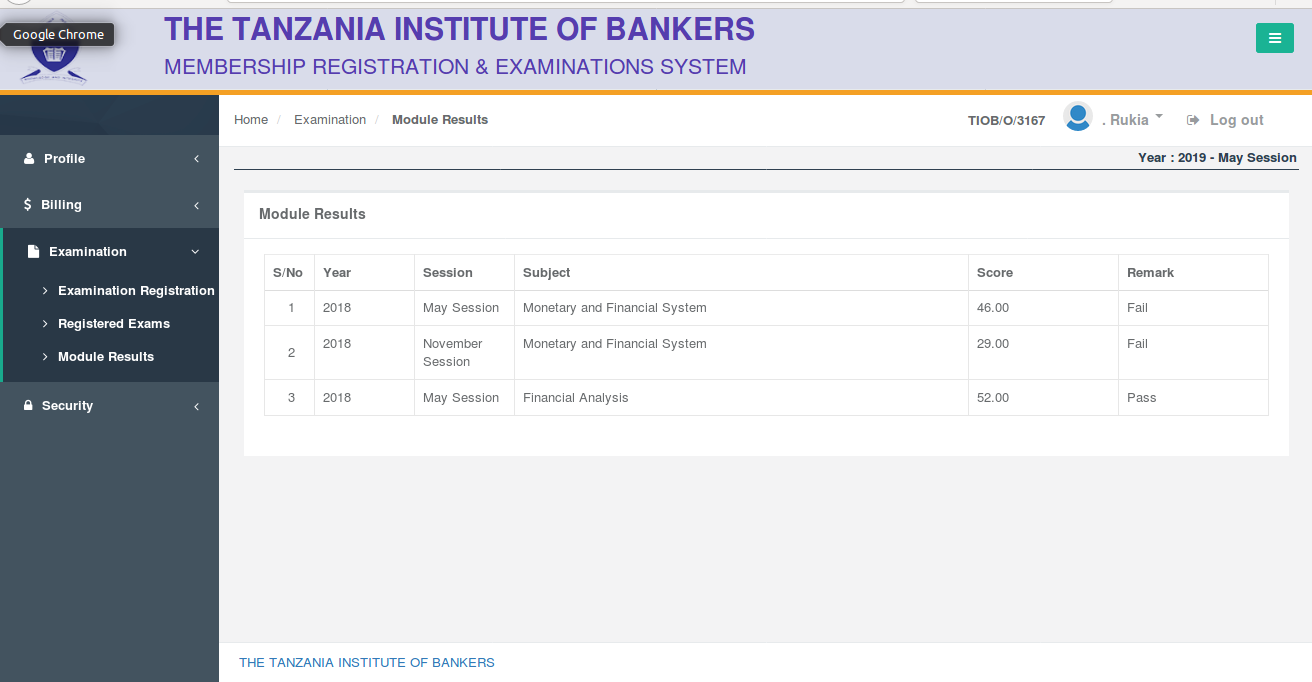 THE TANZANIA INSTITUTE OF BANKERS
Google Chrome
MEMBERSHIP REGISTRATION & EXAMINATIONS SYSTEM
Home / Examination / Module Results
TIOB/O/3167 . Rukia Log out
Year : 2019 - May Session
Profile
Billing
Examination
Examination Registration
Registered Exams
Module Results
Security
Module Results
S/No Year Session Subject Score Remark
1 2018 May Session Monetary and Financial System 46.00 Fail
2 2018 November Session Monetary and Financial System 29.00 Fail
3 2018 May Session Financial Analysis 52.00 Pass
THE TANZANIA INSTITUTE OF BANKERS